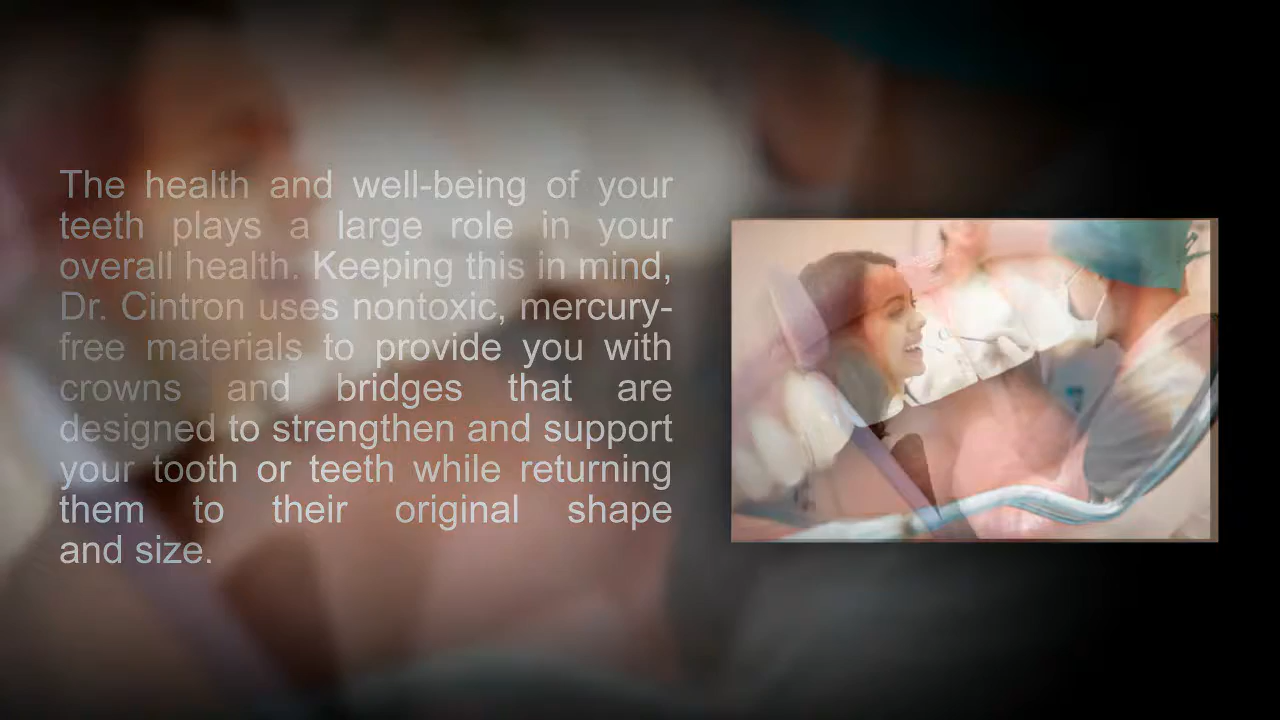 The health and well-being of your
teeth plays a large role in your
overall health. Keeping this in mind,
Dr. Cintron uses nontoxic, mercury-
free materials to provide you with
crowns and bridges that are
designed to strengthen and support
your tooth or teeth while returning
them to their original shape
and size.